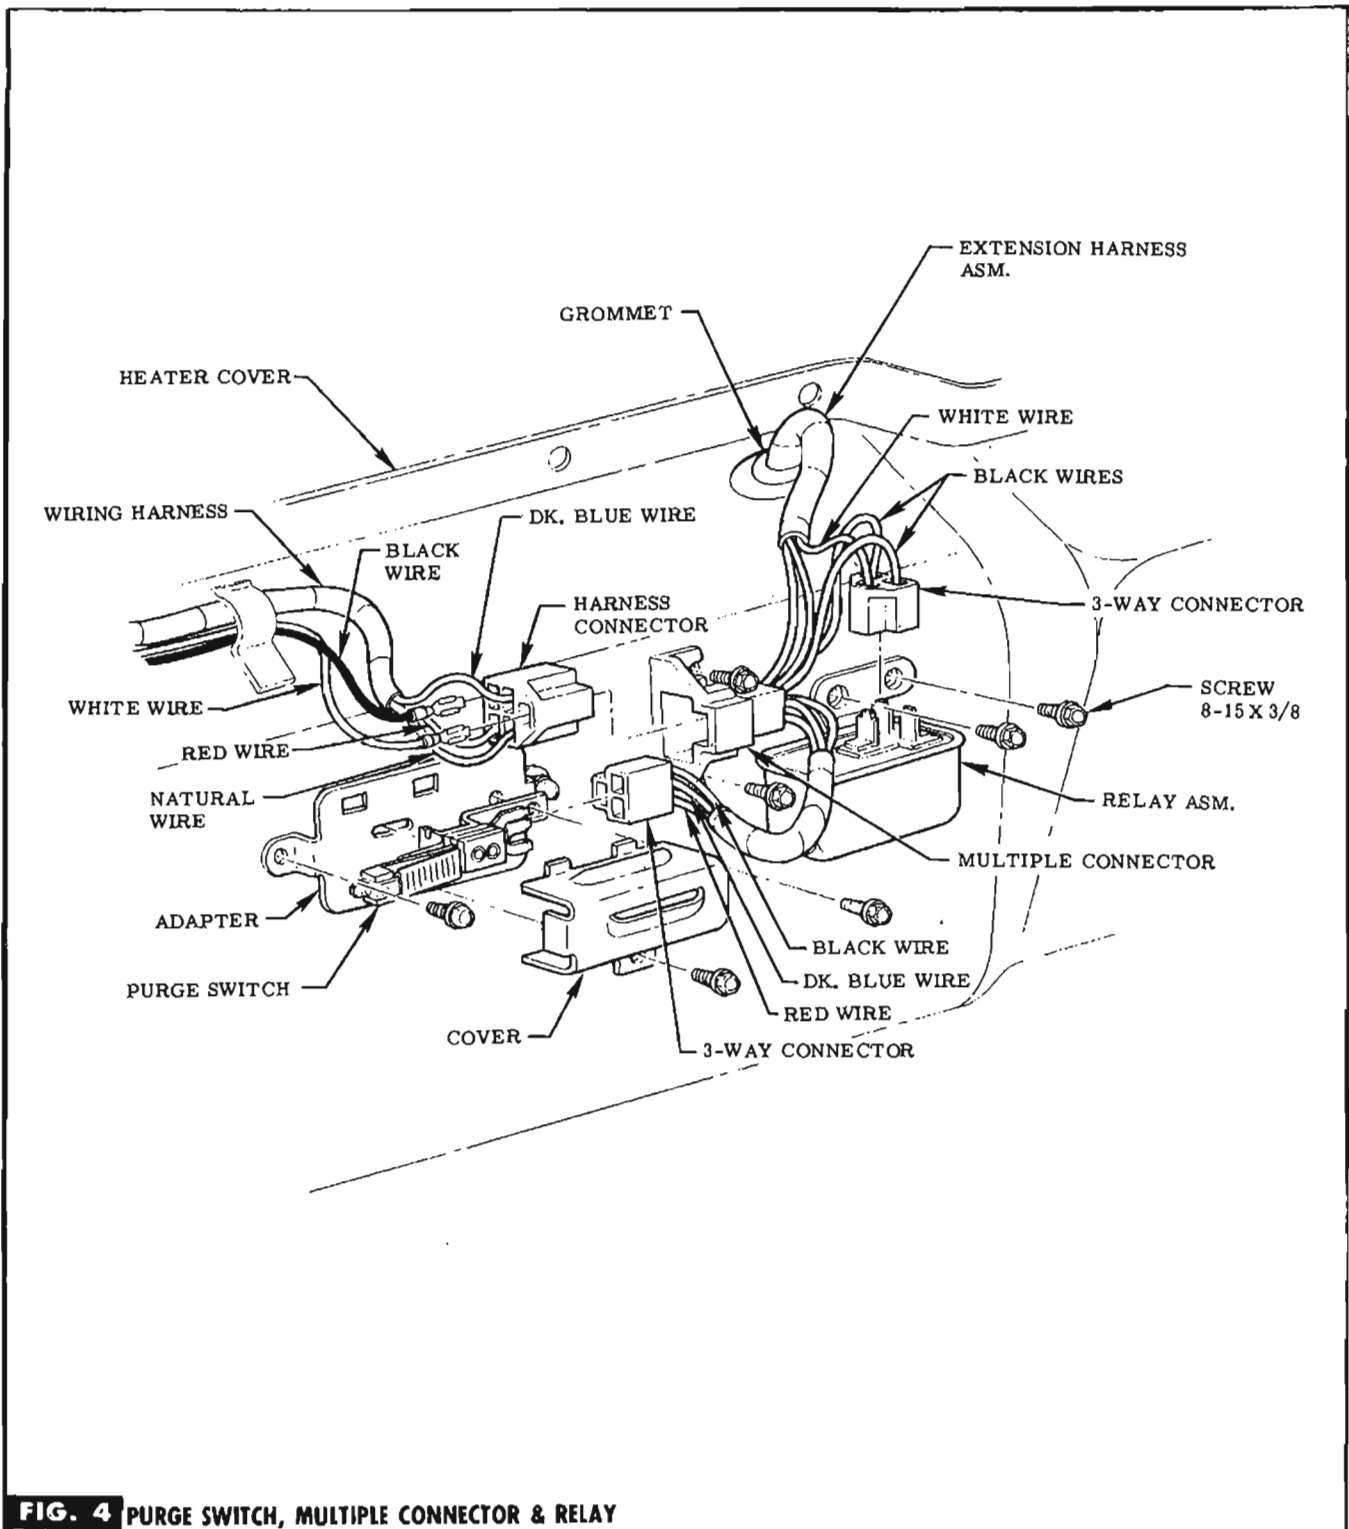 EXTENSION HARNESS
ASM.
GROMMET
HEATER COVER
WHITE WIRE
BLACK WIRES
WIRING HARNESS
DK. BLUE WIRE
BLACK
WIRE
HARNESS
CONNECTOR
3-WAY CONNECTOR
WHITE WIRE
SCREW
8-15 X 3/8
RED WIRE
NATURAL
WIRE
RELAY ASM.
MULTIPLE CONNECTOR
ADAPTER
BLACK WIRE
DK. BLUE WIRE
PURGE SWITCH
RED WIRE
COVER
3-WAY CONNECTOR
FIG. 4 PURGE SWITCH, MULTIPLE CONNECTOR & RELAY